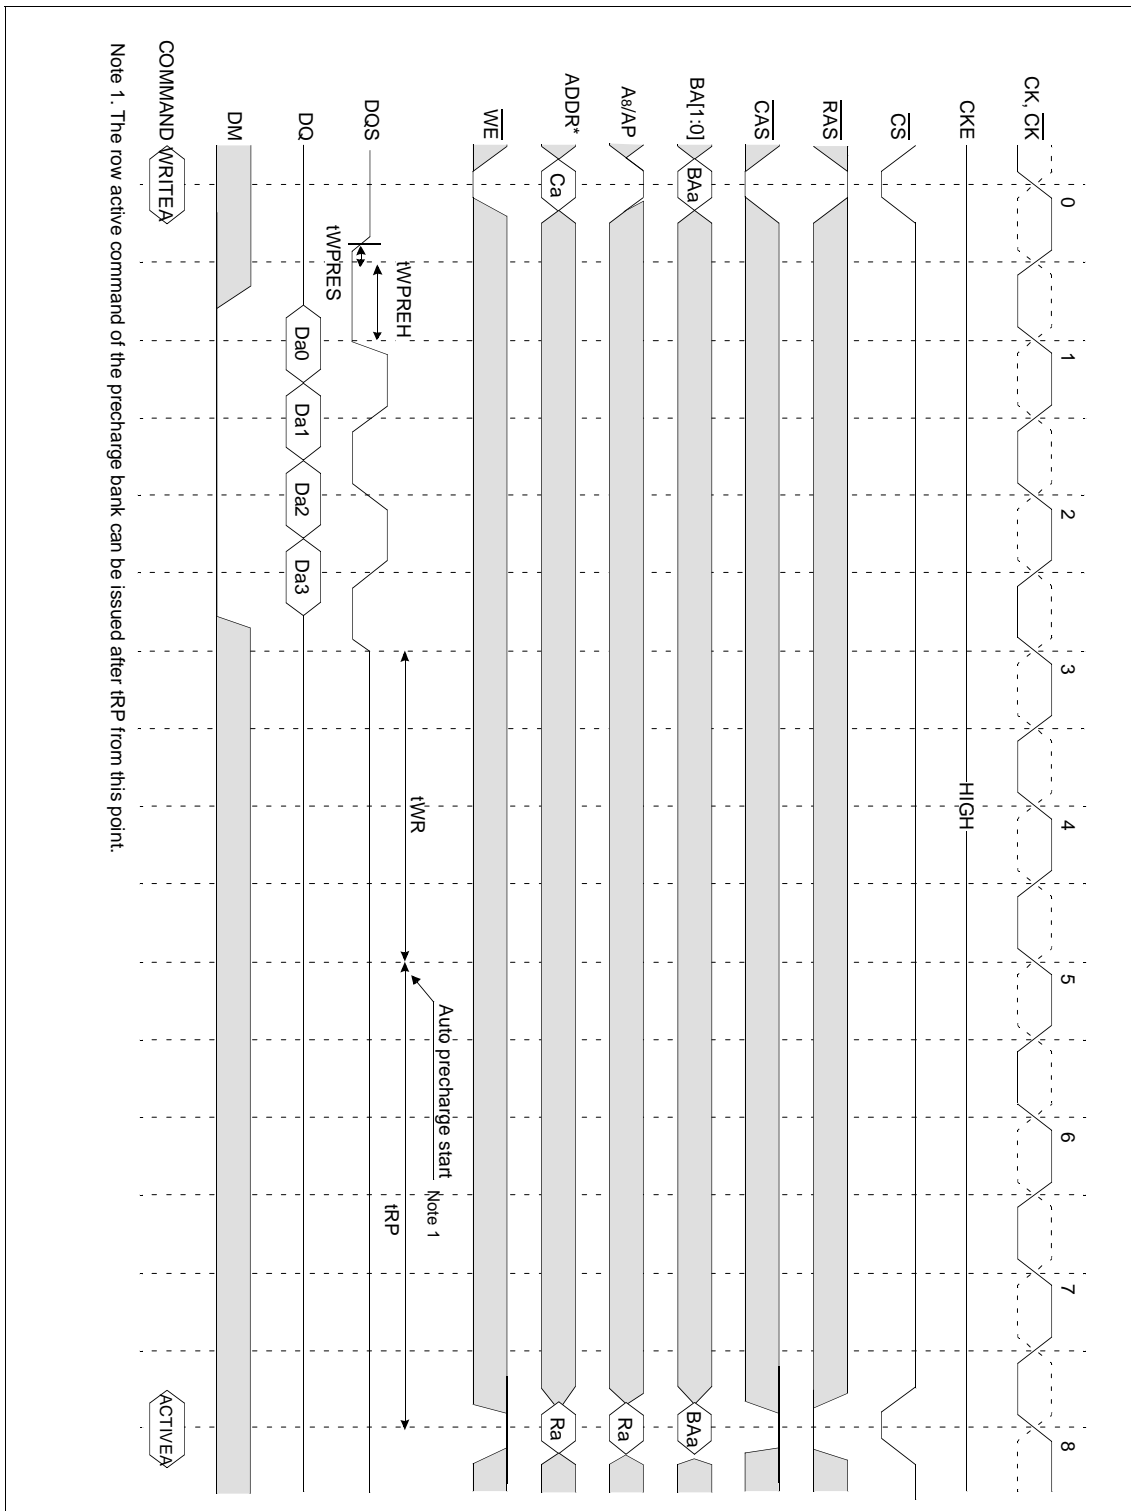 0 1 2 3 4 5 6 7 8
CK, CK
CKE HIGH
CS
RAS
CAS
BA[1:0] BAa BAa
A8/AP Ra
ADDR* Ca Ra
WE
Auto precharge start Note 1
tWPREH tWR tRP
DQS
tWPRES
DQ Da0 Da1 Da2 Da3
DM
COMMAND WRITEA ACTIVEA
Note 1. The row active command of the precharge bank can be issued after tRP from this point.